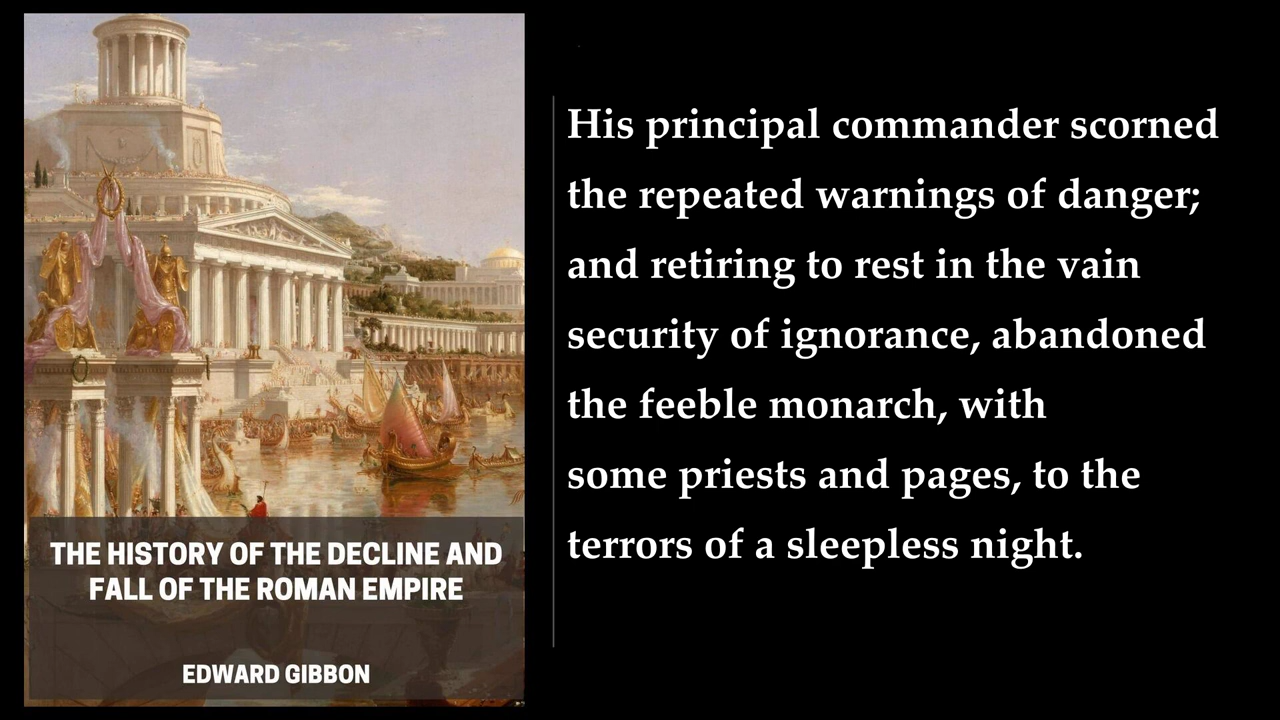 THE HISTORY OF THE DECLINE AND
FALL OF THE ROMAN EMPIRE
EDWARD GIBBON
His principal commander scorned
the repeated warnings of danger;
and retiring to rest in the vain
security of ignorance, abandoned
the feeble monarch, with
some priests and pages, to the
terrors of a sleepless night.